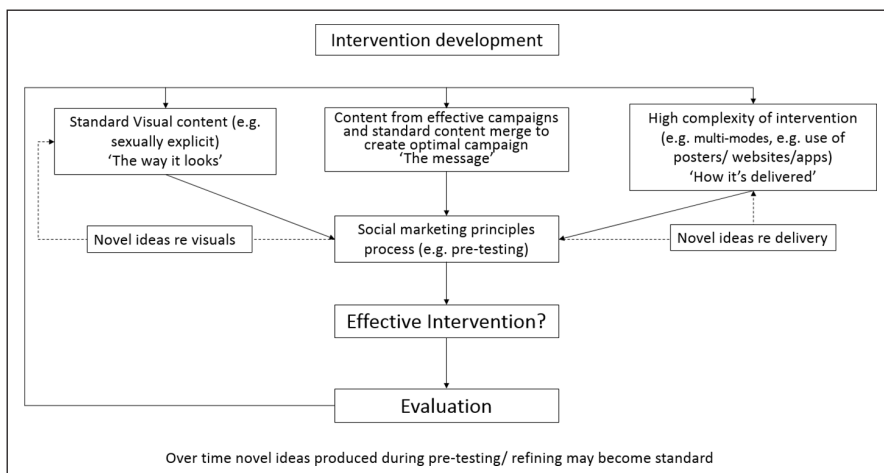 Intervention development
Standard Visual content (e.g.
sexually explicit)
‘The way it looks’
Content from effective campaigns
and standard content merge to
create optimal campaign
‘The message’
High complexity of intervention
(e.g. multi-modes, e.g. use of
posters/ websites/apps)
‘How it’s delivered’
Novel ideas re visuals
Social marketing principles
process (e.g. pre-testing)
Novel ideas re delivery
Effective Intervention?
Evaluation
Over time novel ideas produced during pre-testing/ refining may become standard